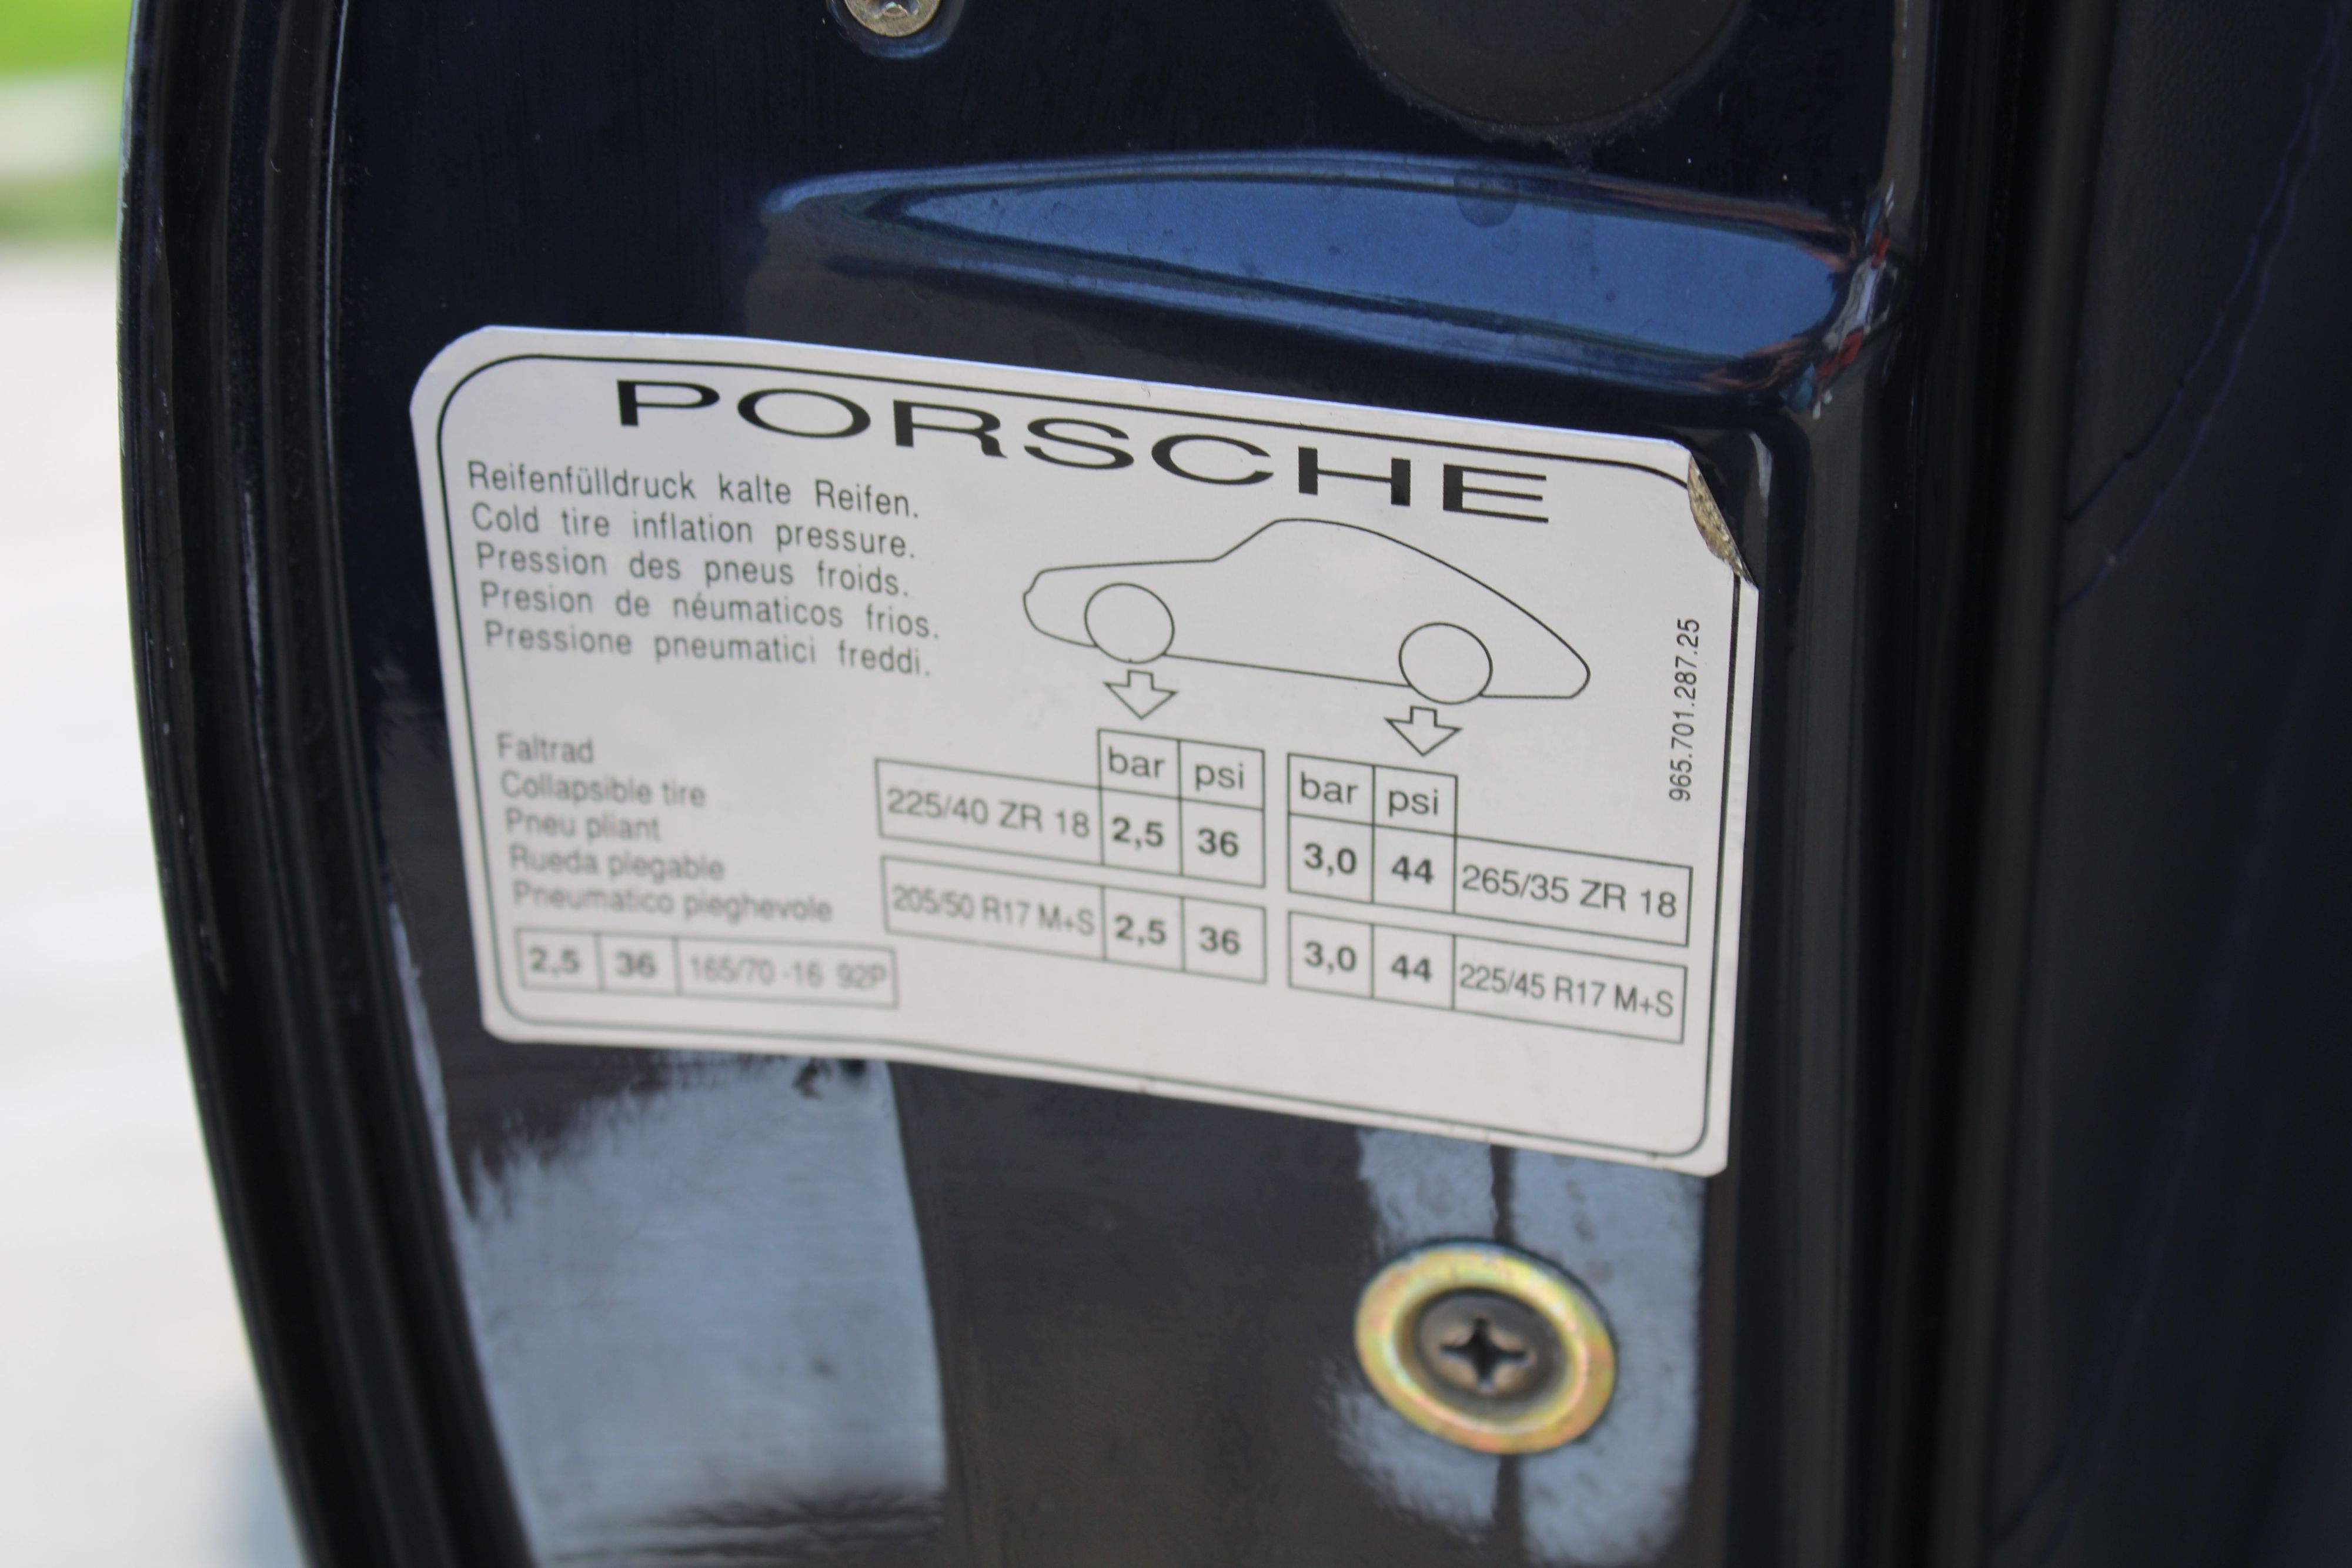 PORSCHE
Reifenfülldruck kalte Reifen.
Cold tire inflation pressure.
Pression des pneus froids.
Presion de néumaticos frios.
Pressione pneumatici freddi.
965.701.287.25
Faltrad
Collapsible tire
Pneu pliant
Rueda plegable
Pneumatico pieghevole
2,5 36 165/70 -16 92P
bar psi bar psi
225/40 ZR 18 2,5 36 3,0 44 265/35 ZR 18
205/50 R17 M+S 2,5 36 3,0 44 225/45 R17 M+S